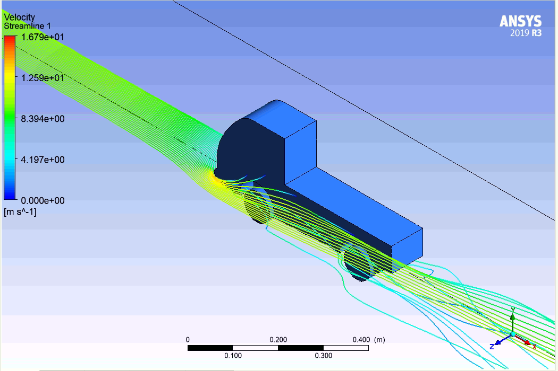 Velocity
Streamline 1
1.679e+01
1.259e+01
8.394e+00
4.197e+00
0.000e+00
[m s^-1]
ANSYS
2019 R3
0 0.200 0.400 (m)
0.100 0.300
Y
Z X